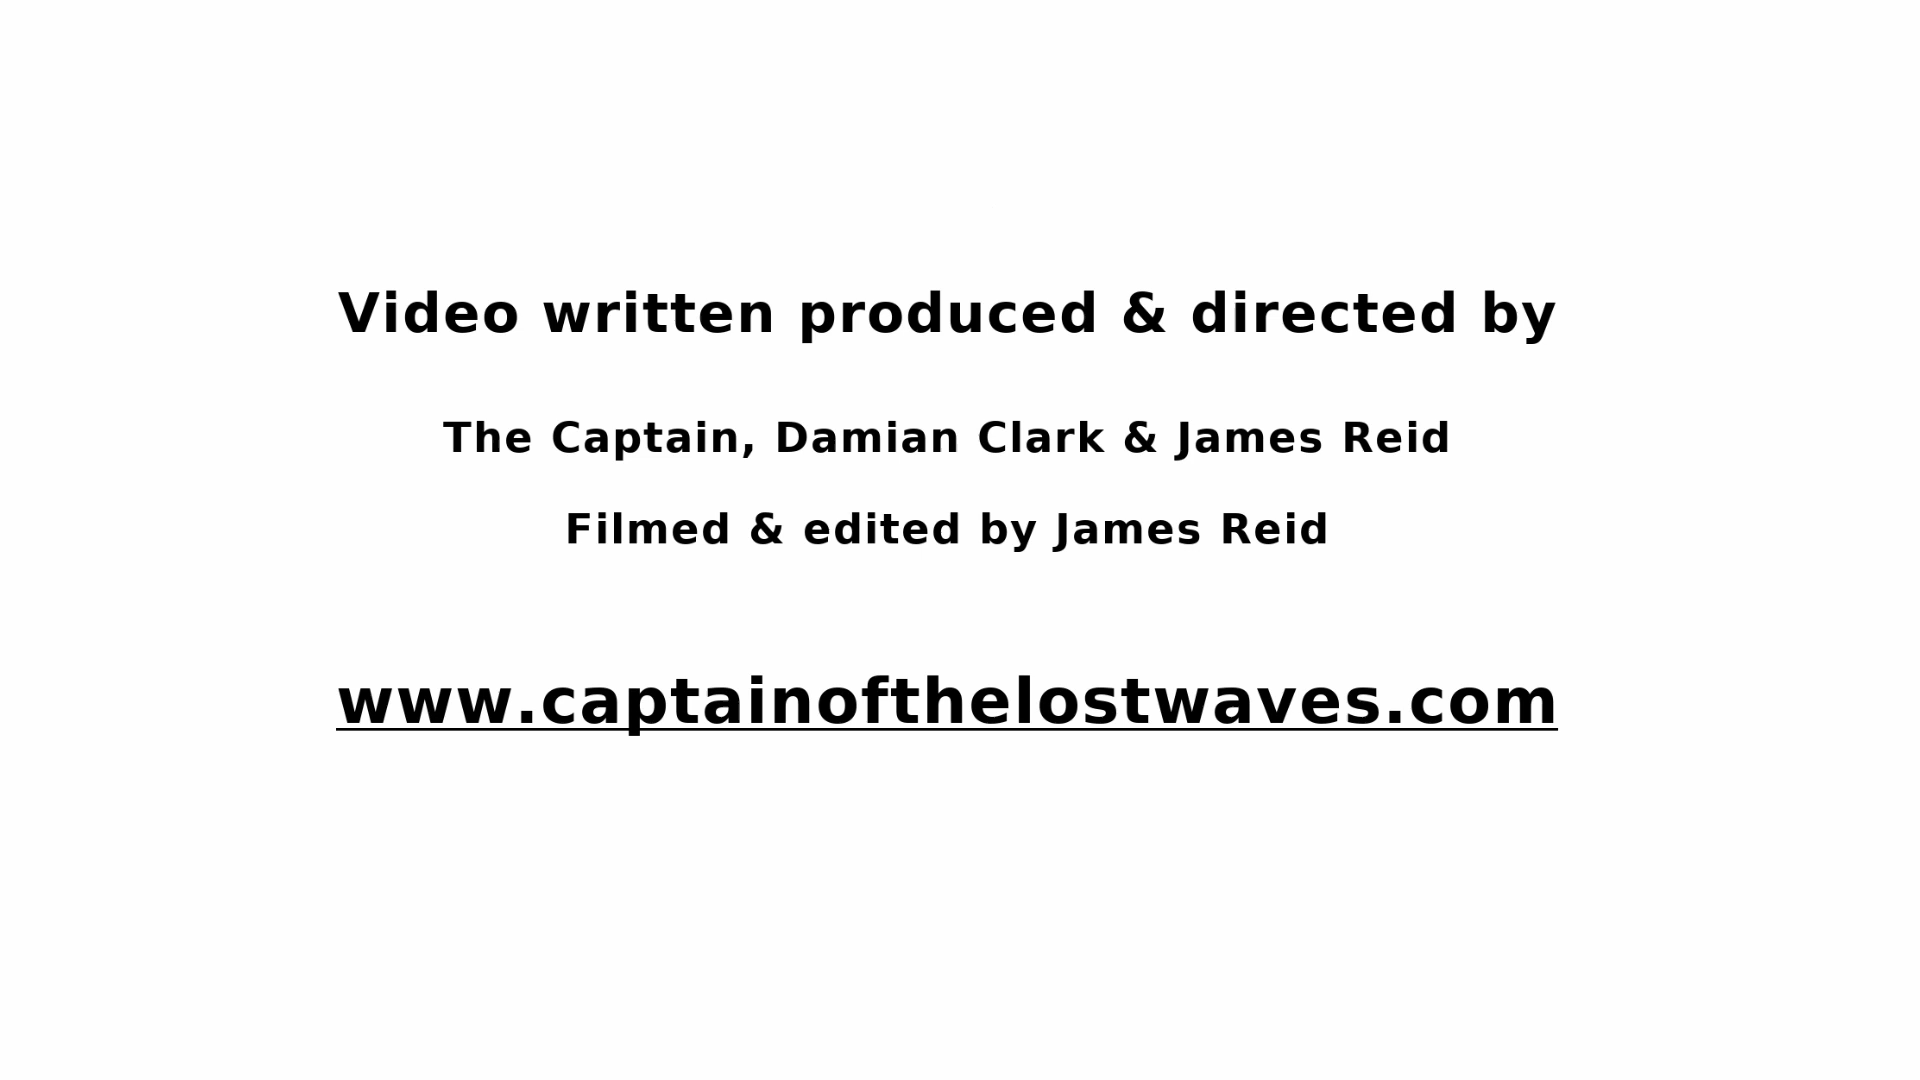 Video written produced & directed by
The Captain, Damian Clark & James Reid
Filmed & edited by James Reid
www.captainofthelostwaves.com